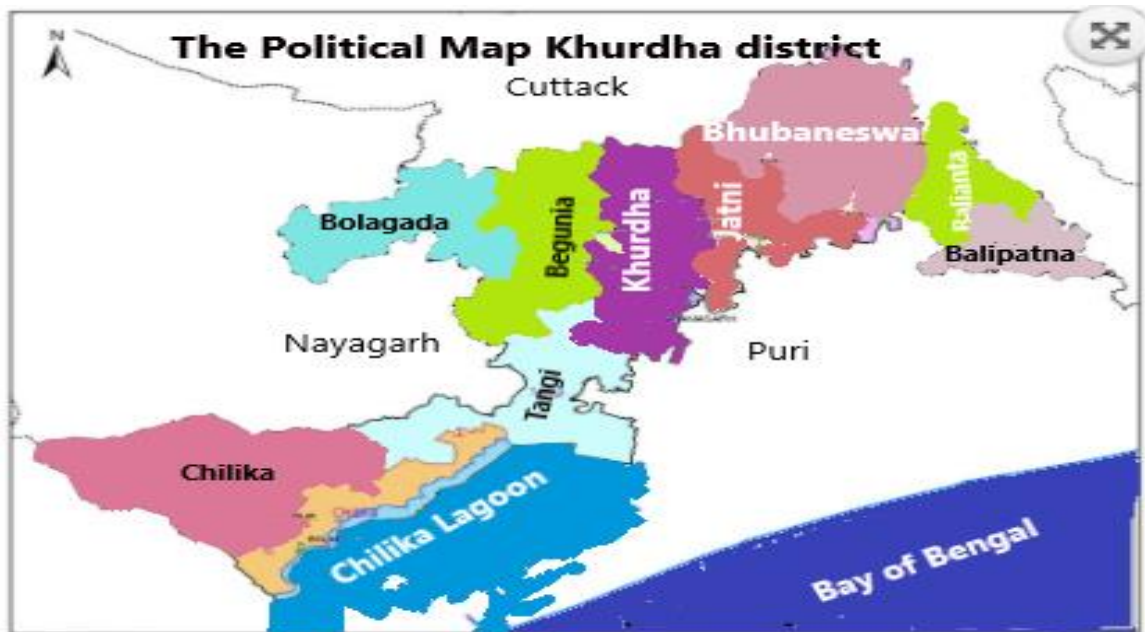 N
The Political Map Khurdha district
Cuttack
Bhubaneswa
Balianta
Jatni
Khurdha
Begunia
Bolagada
Balipatna
Nayagarh
Puri
Tangi
Chilika
Chilika Lagoon
Bay of Bengal